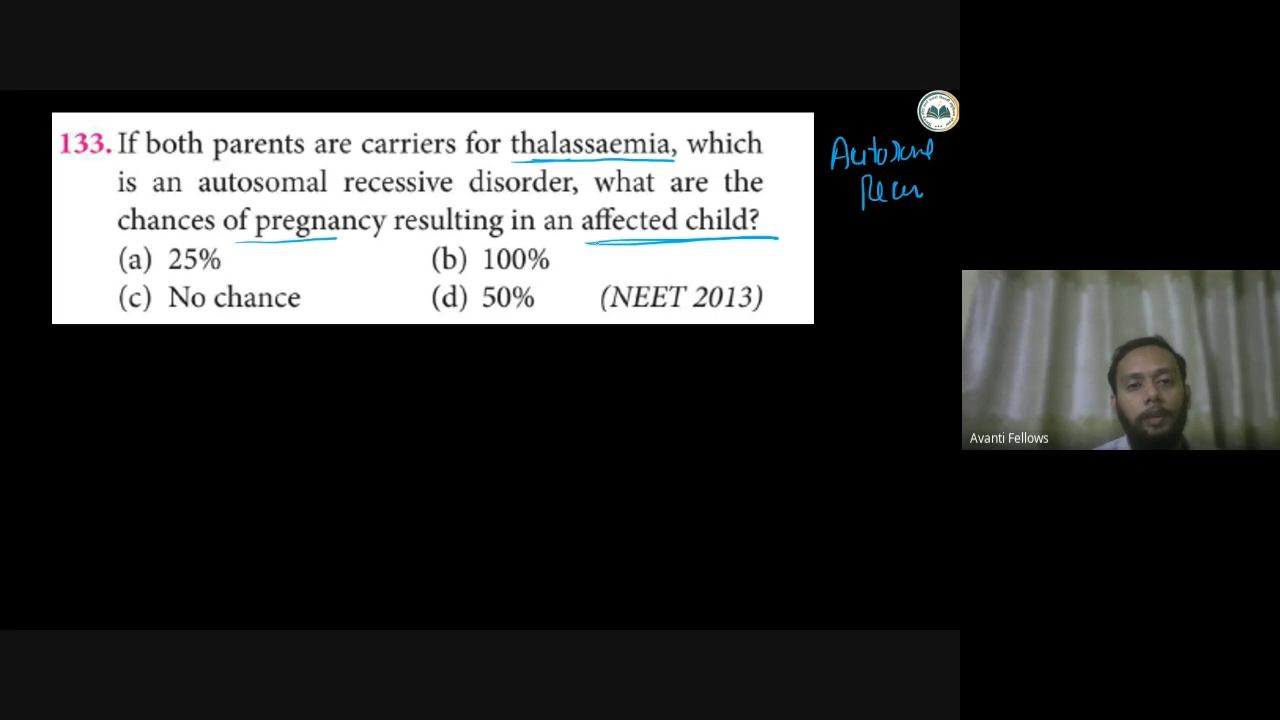 133. If both parents are carriers for thalassaemia, which
is an autosomal recessive disorder, what are the
chances of pregnancy resulting in an affected child?
(a) 25% (b) 100%
(c) No chance (d) 50% (NEET 2013)
Avanti Fellows